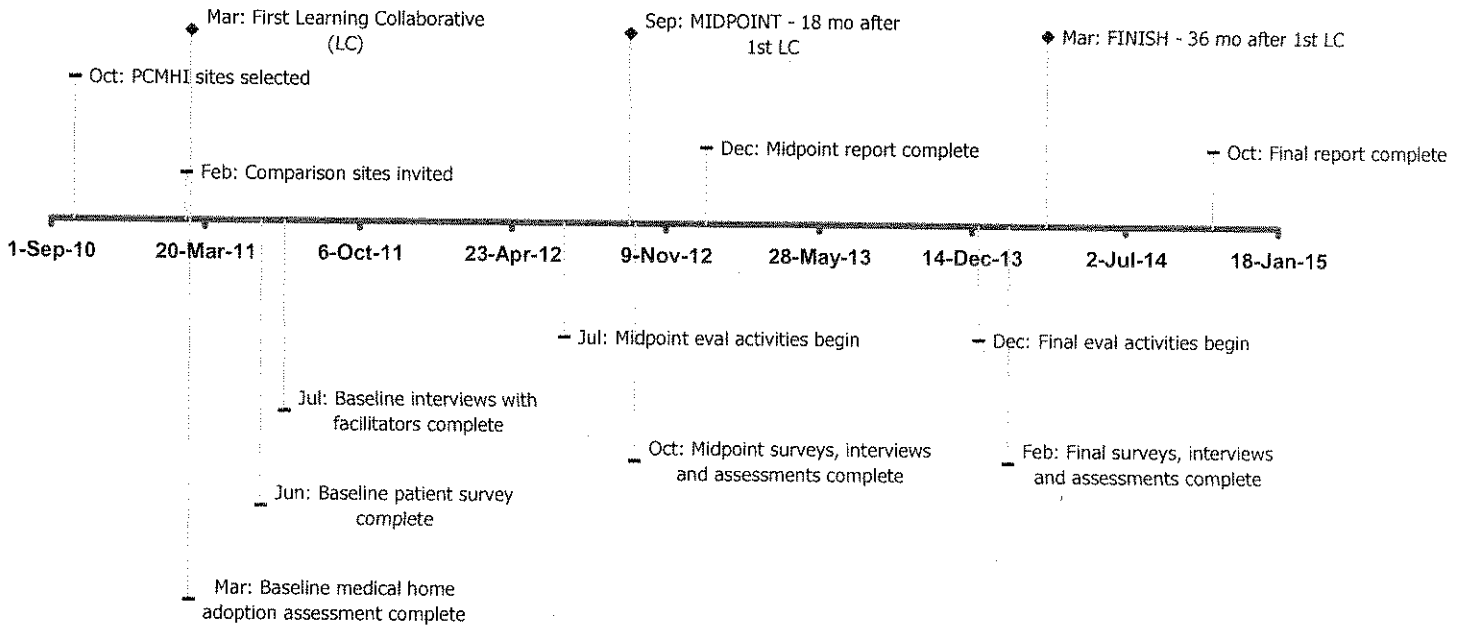 Mar: First Learning Collaborative
(LC)
Sep: MIDPOINT - 18 mo after
1st LC
Mar: FINISH - 36 mo after 1st LC
Oct: PCMHI sites selected
Dec: Midpoint report complete
Oct: Final report complete
Feb: Comparison sites invited
1-Sep-10
20-Mar-11
6-Oct-11
23-Apr-12
9-Nov-12
28-May-13
14-Dec-13
2-Jul-14
18-Jan-15
Jul: Midpoint eval activities begin
Dec: Final eval activities begin
Jul: Baseline interviews with
facilitators complete
Oct: Midpoint surveys, interviews
and assessments complete
Feb: Final surveys, interviews
and assessments complete
Jun: Baseline patient survey
complete
Mar: Baseline medical home
adoption assessment complete